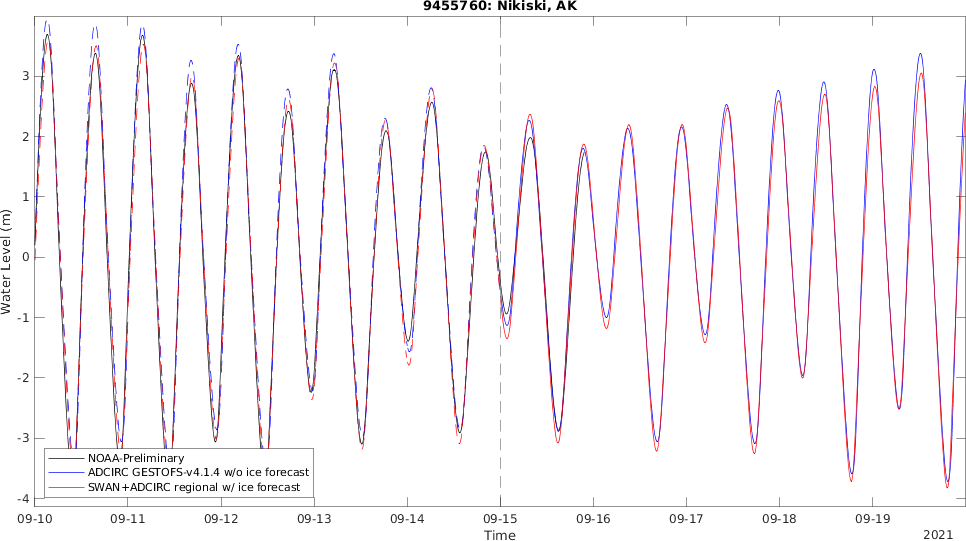 9455760: Nikiski, AK
Water Level (m)
3
2
1
0
-1
-2
-3
-4
NOAA-Preliminary
ADCIRC GESTOFS-v4.1.4 w/o ice forecast
SWAN+ADCIRC regional w/ ice forecast
09-10 09-11 09-12 09-13 09-14 09-15 09-16 09-17 09-18 09-19
Time
2021